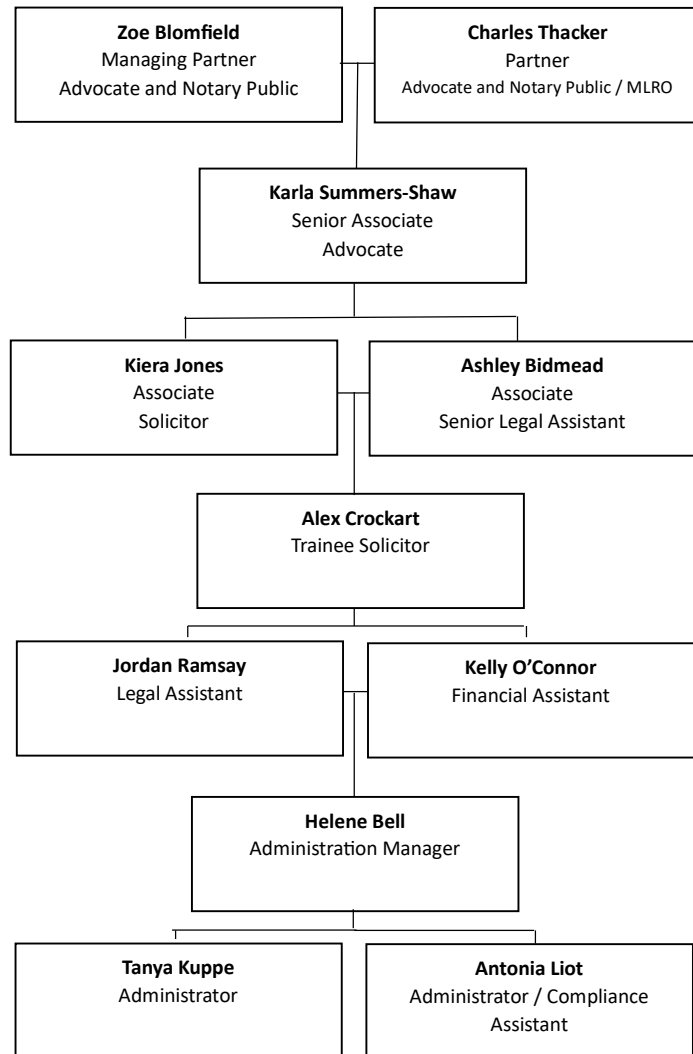 Zoe Blomfield
Managing Partner
Advocate and Notary Public
Charles Thacker
Partner
Advocate and Notary Public / MLRO
Karla Summers-Shaw
Senior Associate
Advocate
Kiera Jones
Associate
Solicitor
Ashley Bidmead
Associate
Senior Legal Assistant
Alex Crockart
Trainee Solicitor
Jordan Ramsay
Legal Assistant
Kelly O’Connor
Financial Assistant
Helene Bell
Administration Manager
Tanya Kuppe
Administrator
Antonia Liot
Administrator / Compliance
Assistant